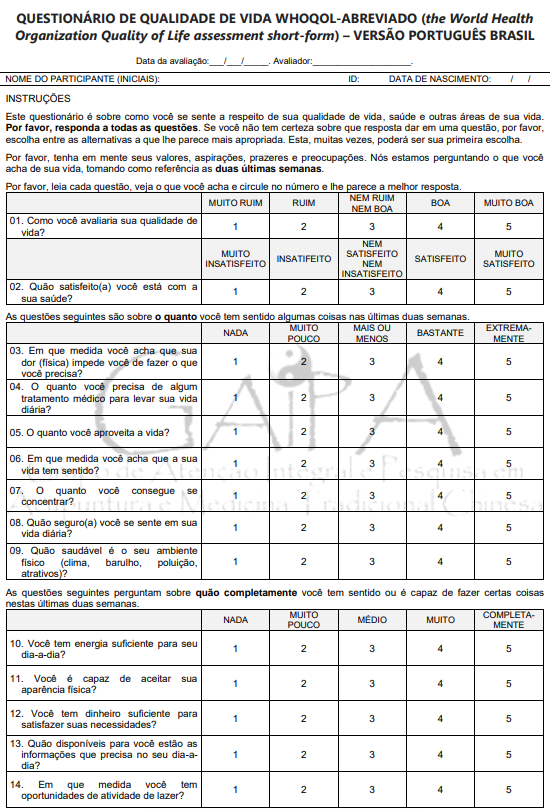 QUESTIONÁRIO DE QUALIDADE DE VIDA WHOQOL-ABREVIADO (the World Health
Organization Quality of Life assessment short-form) – VERSÃO PORTUGUÊS BRASIL
Data da avaliação:___/___/_____. Avaliador:____________________.
NOME DO PARTICIPANTE (INICIAIS): ID: DATA DE NASCIMENTO: / /
INSTRUÇÕES
Este questionário é sobre como você se sente a respeito de sua qualidade de vida, saúde e outras áreas de sua vida.
Por favor, responda a todas as questões. Se você não tem certeza sobre que resposta dar em uma questão, por favor,
escolha entre as alternativas a que lhe parece mais apropriada. Esta, muitas vezes, poderá ser sua primeira escolha.
Por favor, tenha em mente seus valores, aspirações, prazeres e preocupações. Nós estamos perguntando o que você
acha de sua vida, tomando como referência as duas últimas semanas.
Por favor, leia cada questão, veja o que você acha e circule no número e lhe parece a melhor resposta.
MUITO RUIM RUIM NEM RUIM NEM BOA BOA MUITO BOA
01. Como você avaliaria sua qualidade de
vida? 1 2 3 4 5
MUITO INSATISFEITO INSATIFEITO NEM SATISFEITO NEM INSATISFEITO SATISFEITO MUITO SATISFEITO
02. Quão satisfeito(a) você está com a
sua saúde? 1 2 3 4 5
As questões seguintes são sobre o quanto você tem sentido algumas coisas nas últimas duas semanas.
NADA MUITO POUCO MAIS OU MENOS BASTANTE EXTREMA-MENTE
03. Em que medida você acha que sua
dor (física) impede você de fazer o que
você precisa? 1 2 3 4 5
04. O quanto você precisa de algum
tratamento médico para levar sua vida
diária? 1 2 3 4 5
05. O quanto você aproveita a vida? 1 2 3 4 5
06. Em que medida você acha que a sua
vida tem sentido? 1 2 3 4 5
07. O quanto você consegue se
concentrar? 1 2 3 4 5
08. Quão seguro(a) você se sente em sua
vida diária? 1 2 3 4 5
09. Quão saudável é o seu ambiente
físico (clima, barulho, poluição,
atrativos)? 1 2 3 4 5
GAIPA
Grupo de Atenção Integral e Pesquisa em
Acupuntura e Medicina Tradicional Chinesa
As questões seguintes perguntam sobre quão completamente você tem sentido ou é capaz de fazer certas coisas
nestas últimas duas semanas.
NADA MUITO POUCO MÉDIO MUITO COMPLETA-MENTE
10. Você tem energia suficiente para seu
dia-a-dia? 1 2 3 4 5
11. Você é capaz de aceitar sua
aparência física? 1 2 3 4 5
12. Você tem dinheiro suficiente para
satisfazer suas necessidades? 1 2 3 4 5
13. Quão disponíveis para você estão as
informações que precisa no seu dia-a-
dia? 1 2 3 4 5
14. Em que medida você tem
oportunidades de atividade de lazer? 1 2 3 4 5